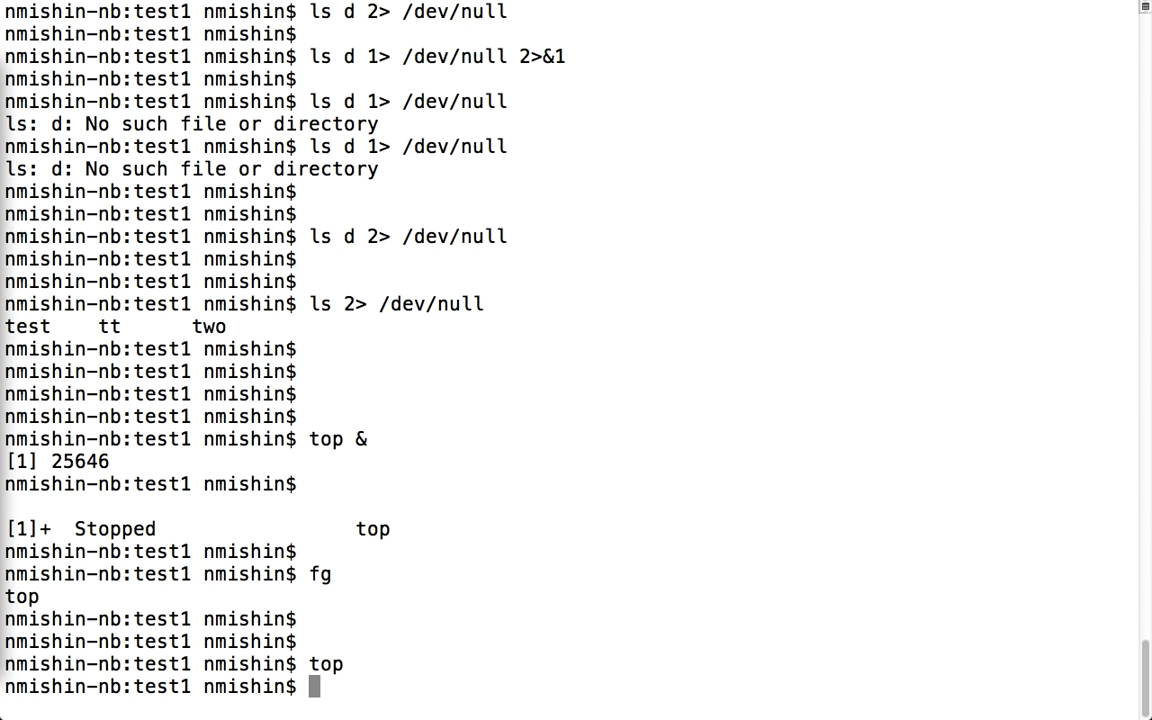 nmishin-nb:test1 nmishin$ ls d 2> /dev/null
nmishin-nb:test1 nmishin$
nmishin-nb:test1 nmishin$ ls d 1> /dev/null 2>&1
nmishin-nb:test1 nmishin$
nmishin-nb:test1 nmishin$ ls d 1> /dev/null
ls: d: No such file or directory
nmishin-nb:test1 nmishin$ ls d 1> /dev/null
ls: d: No such file or directory
nmishin-nb:test1 nmishin$
nmishin-nb:test1 nmishin$
nmishin-nb:test1 nmishin$ ls d 2> /dev/null
nmishin-nb:test1 nmishin$
nmishin-nb:test1 nmishin$
nmishin-nb:test1 nmishin$ ls 2> /dev/null
test    tt      two
nmishin-nb:test1 nmishin$
nmishin-nb:test1 nmishin$
nmishin-nb:test1 nmishin$
nmishin-nb:test1 nmishin$
nmishin-nb:test1 nmishin$ top &
[1] 25646
nmishin-nb:test1 nmishin$
[1]+  Stopped                 top
nmishin-nb:test1 nmishin$
nmishin-nb:test1 nmishin$ fg
top
nmishin-nb:test1 nmishin$
nmishin-nb:test1 nmishin$
nmishin-nb:test1 nmishin$ top
nmishin-nb:test1 nmishin$